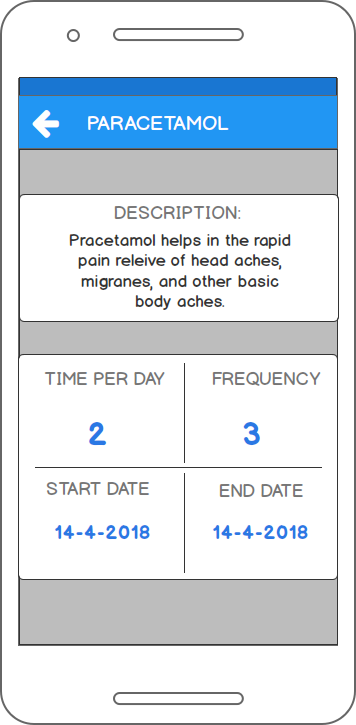 PARACETAMOL
DESCRIPTION:
Pracetamol helps in the rapid
pain releive of head aches,
migranes, and other basic
body aches.
TIME PER DAY
FREQUENCY
2
3
START DATE
END DATE
14-4-2018
14-4-2018